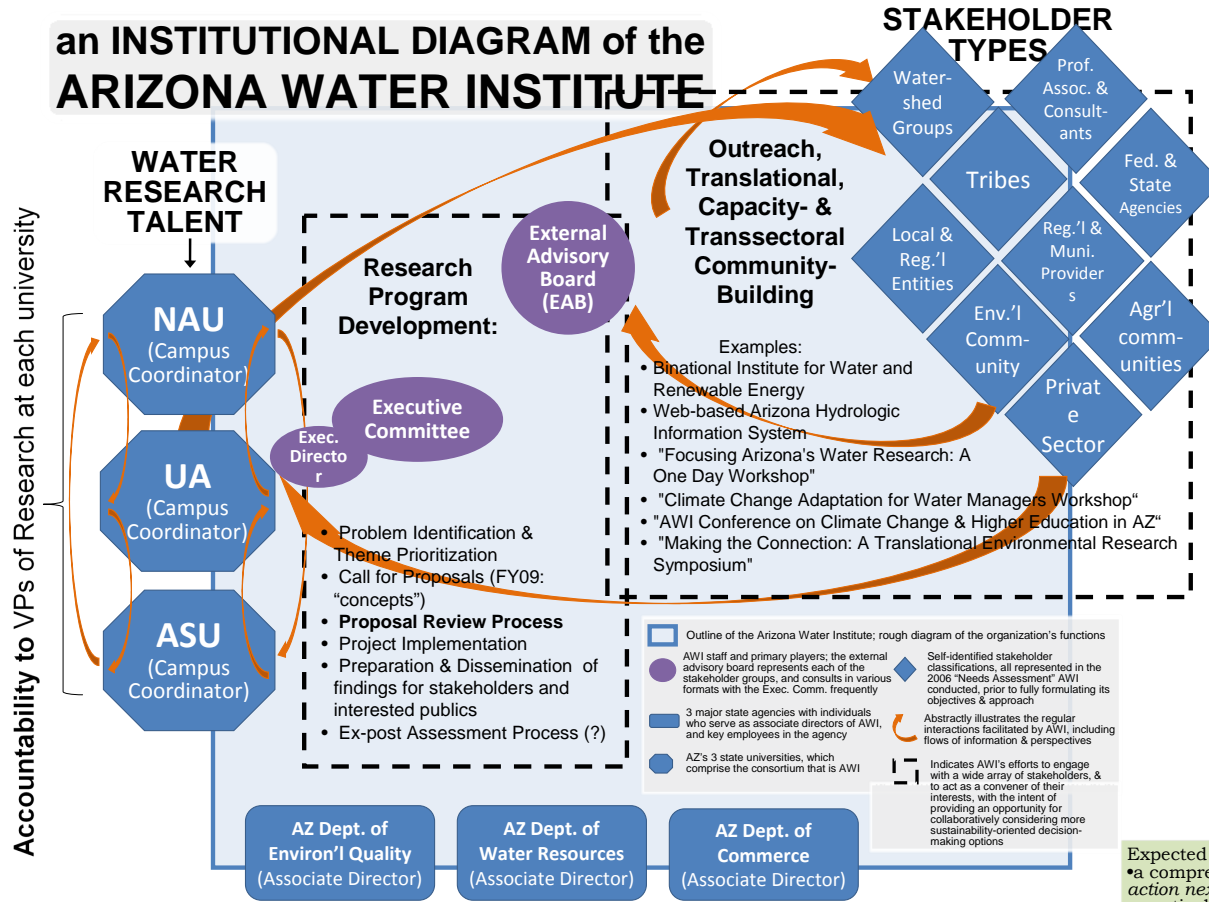 an INSTITUTIONAL DIAGRAM of the
ARIZONA WATER INSTITUTE
STAKEHOLDER
TYPES
WATER
RESEARCH
TALENT
Accountability to VPs of Research at each university
NAU
(Campus
Coordinator)
UA
(Campus
Coordinator)
ASU
(Campus
Coordinator)
Research
Program
Development:
External
Advisory
Board
(EAB)
Executive
Committee
Exec.
Directo
r
• Problem Identification &
Theme Prioritization
• Call for Proposals (FY09:
“concepts”)
• Proposal Review Process
• Project Implementation
• Preparation & Dissemination of
findings for stakeholders and
interested publics
• Ex-post Assessment Process (?)
Outreach,
Translational,
Capacity- &
Transsectoral
Community-
Building
Examples:
• Binational Institute for Water and
Renewable Energy
• Web-based Arizona Hydrologic
Information System
• "Focusing Arizona's Water Research: A
One Day Workshop"
• "Climate Change Adaptation for Water Managers Workshop“
• "AWI Conference on Climate Change & Higher Education in AZ“
• "Making the Connection: A Translational Environmental Research
Symposium"
Water-
shed
Groups
Prof.
Assoc. &
Consult-
ants
Tribes
Fed. &
State
Agencies
Local &
Reg.'l
Entities
Reg.'l &
Muni.
Provider
s
Env.'l
Comm-
unity
Agr'l
comm-
unities
Privat
e
Sector
Outline of the Arizona Water Institute; rough diagram of the organization’s functions
AWI staff and primary players; the external
advisory board represents each of the
stakeholder groups, and consults in various
formats with the Exec. Comm. frequently
3 major state agencies with individuals
who serve as associate directors of AWI,
and key employees in the agency
AZ’s 3 state universities, which
comprise the consortium that is AWI
Self-identified stakeholder
classifications, all represented in the
2006 “Needs Assessment” AWI
conducted, prior to fully formulating its
objectives & approach
Abstractly illustrates the regular
interactions facilitated by AWI, including
flows of information & perspectives
Indicates AWI’s efforts to engage
with a wide array of stakeholders, &
to act as a convener of their
interests, with the intent of
providing an opportunity for
collaboratively considering more
sustainability-oriented decision-
making options
AZ Dept. of
Environ’l Quality
(Associate Director)
AZ Dept. of
Water Resources
(Associate Director)
AZ Dept. of
Commerce
(Associate Director)
Expected
•a compre
action nex